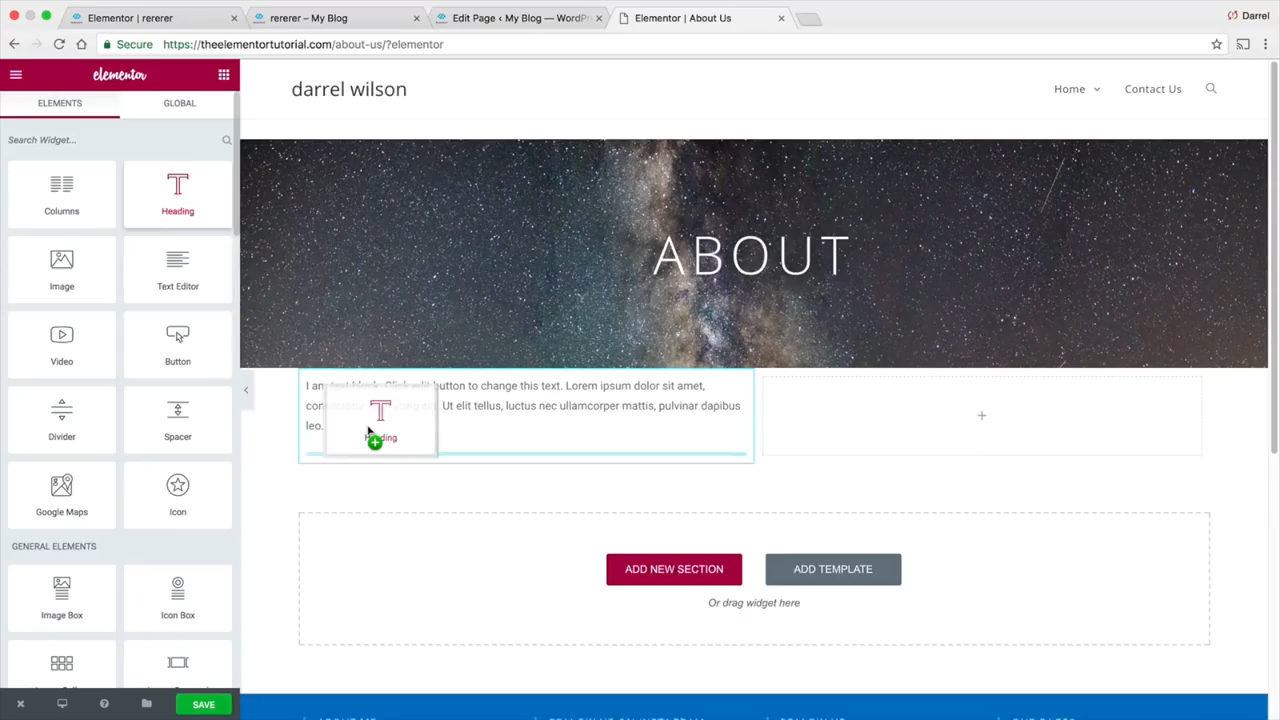 Elementor | rererer
rererer – My Blog
Edit Page ‹ My Blog — WordPr
Elementor | About Us
Darrel
Secure
https://theelementortutorial.com/about-us/?elementor
elementor
ELEMENTS
GLOBAL
Search Widget...
Columns
Heading
Image
Text Editor
Video
Button
Divider
Spacer
Google Maps
Icon
GENERAL ELEMENTS
Image Box
Icon Box
SAVE
darrel wilson
Home
Contact Us
ABOUT
I am text block. Click edit button to change this text. Lorem ipsum dolor sit amet,
Ut elit tellus, luctus nec ullamcorper mattis, pulvinar dapibus
leo.
Heading
ADD NEW SECTION
ADD TEMPLATE
Or drag widget here